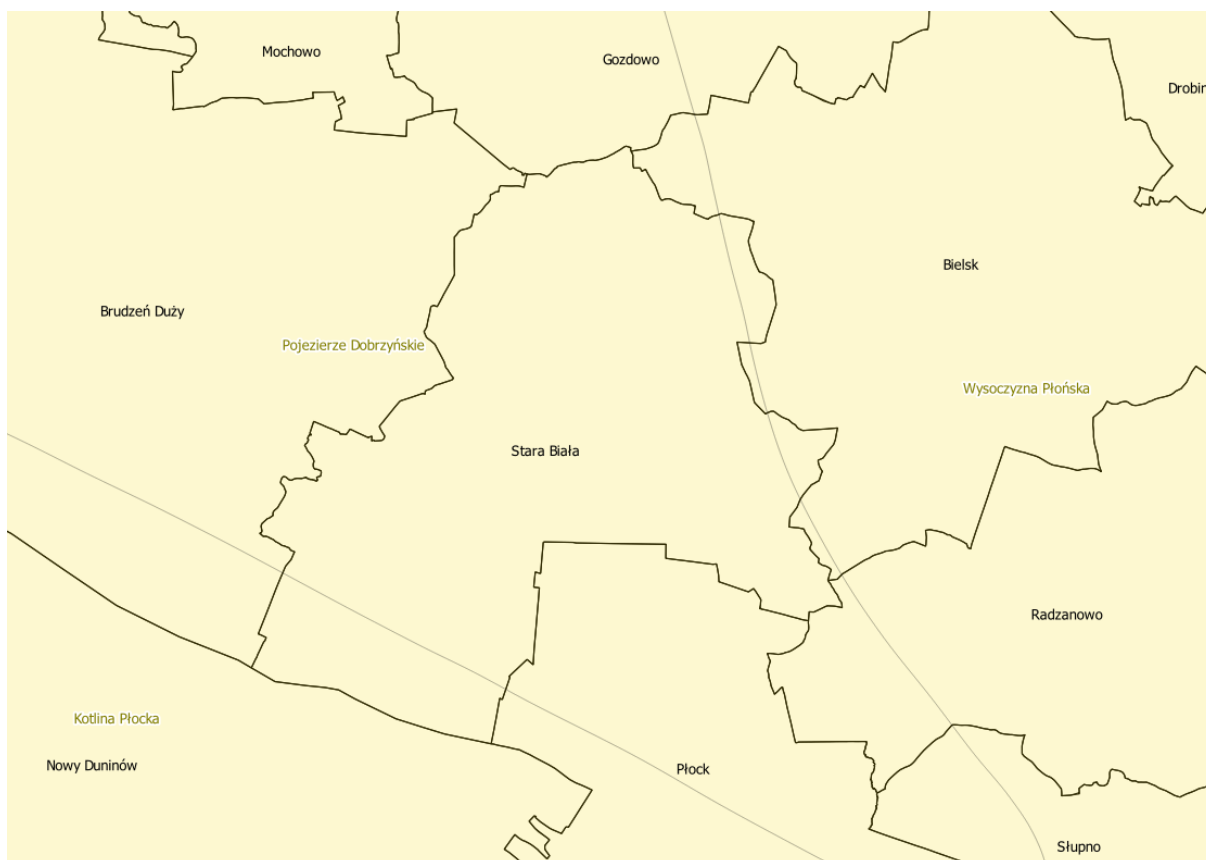 Mochowo
Gozdowo
Drobin
Bielsk
Brudzeń Duży
Pojezierze Dobrzyńskie
Wysoczyzna Płońska
Stara Biała
Radzanowo
Kotlina Płocka
Nowy Duninów
Płock
Słupno